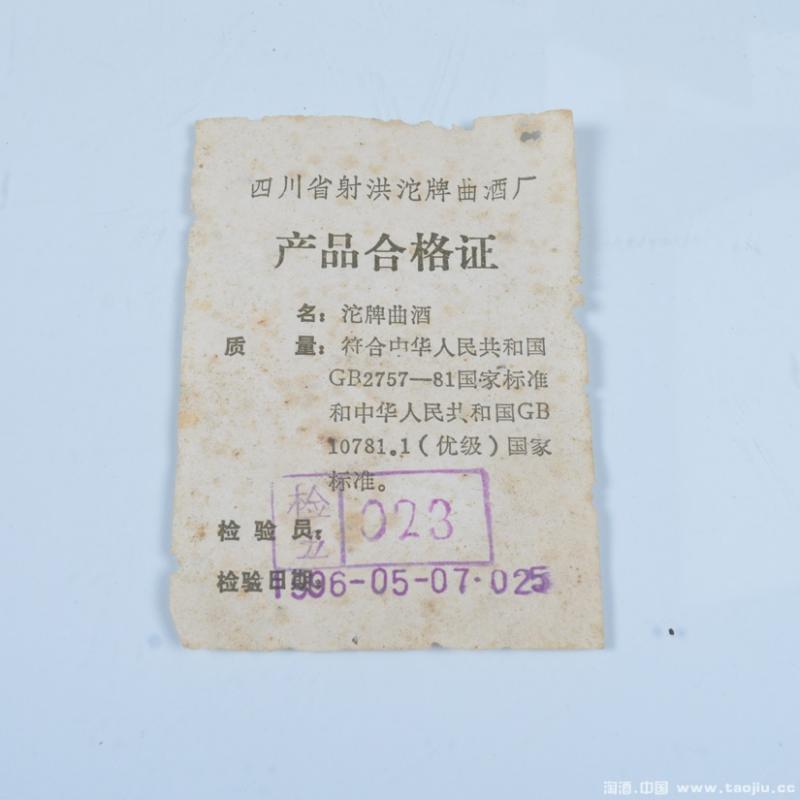 四川省射洪沱牌曲酒厂
产品合格证
名：沱牌曲酒
质 量：符合中华人民共和国
GB2757—81国家标准
和中华人民共和国GB
10781.1（优级）国家
标准。
检验员：
检 023
检验日期：1996-05-07·025
淘酒.中国 www.taojiu.cc